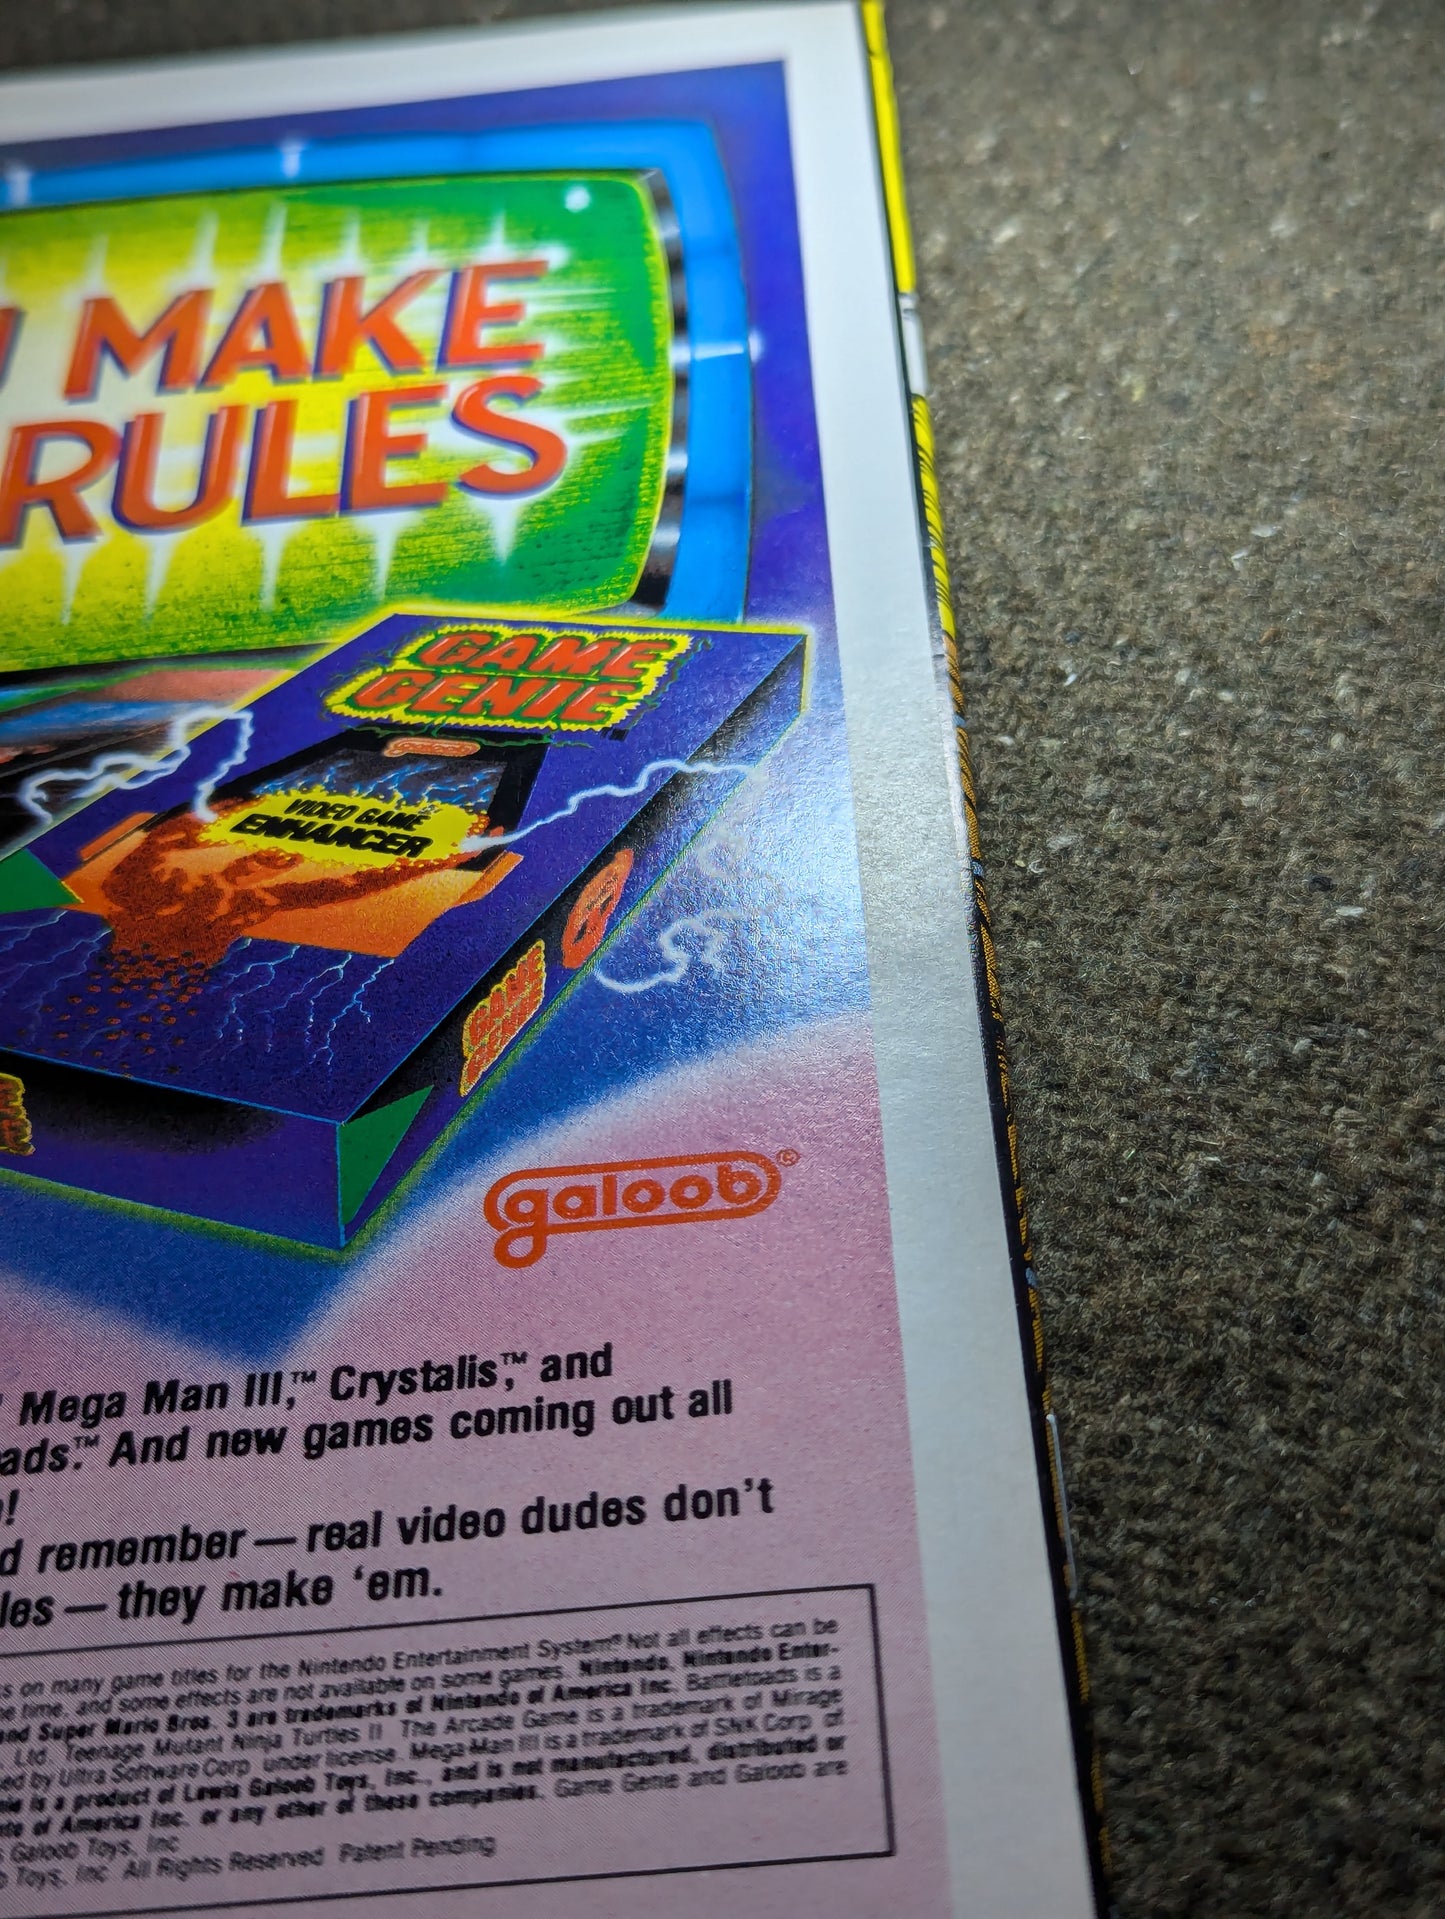 MAKE
RULES
GAME
GENIE
VIDEO GAME
ENHANCER
GAME
GENIE
galoob®
Mega Man III,™ Crystalis,™ and
ads.™ And new games coming out all
!
d remember — real video dudes don't
les — they make 'em.
s on many game titles for the Nintendo Entertainment System® Not all effects can be
e time, and some effects are not available on some games. Nintendo, Nintendo Enter-
and Super Mario Bros. 3 are trademarks of Nintendo of America Inc. Battletoads is a
Ltd. Teenage Mutant Ninja Turtles II The Arcade Game is a trademark of Mirage
ed by Ultra Software Corp under license. Mega Man III is a trademark of SNK Corp of
nie is a product of Lewis Galoob Toys, Inc., and is not manufactured, distributed or
of America Inc. or any other of these companies. Game Genie and Galoob are
s Galoob Toys, Inc
b Toys, Inc All Rights Reserved Patent Pending